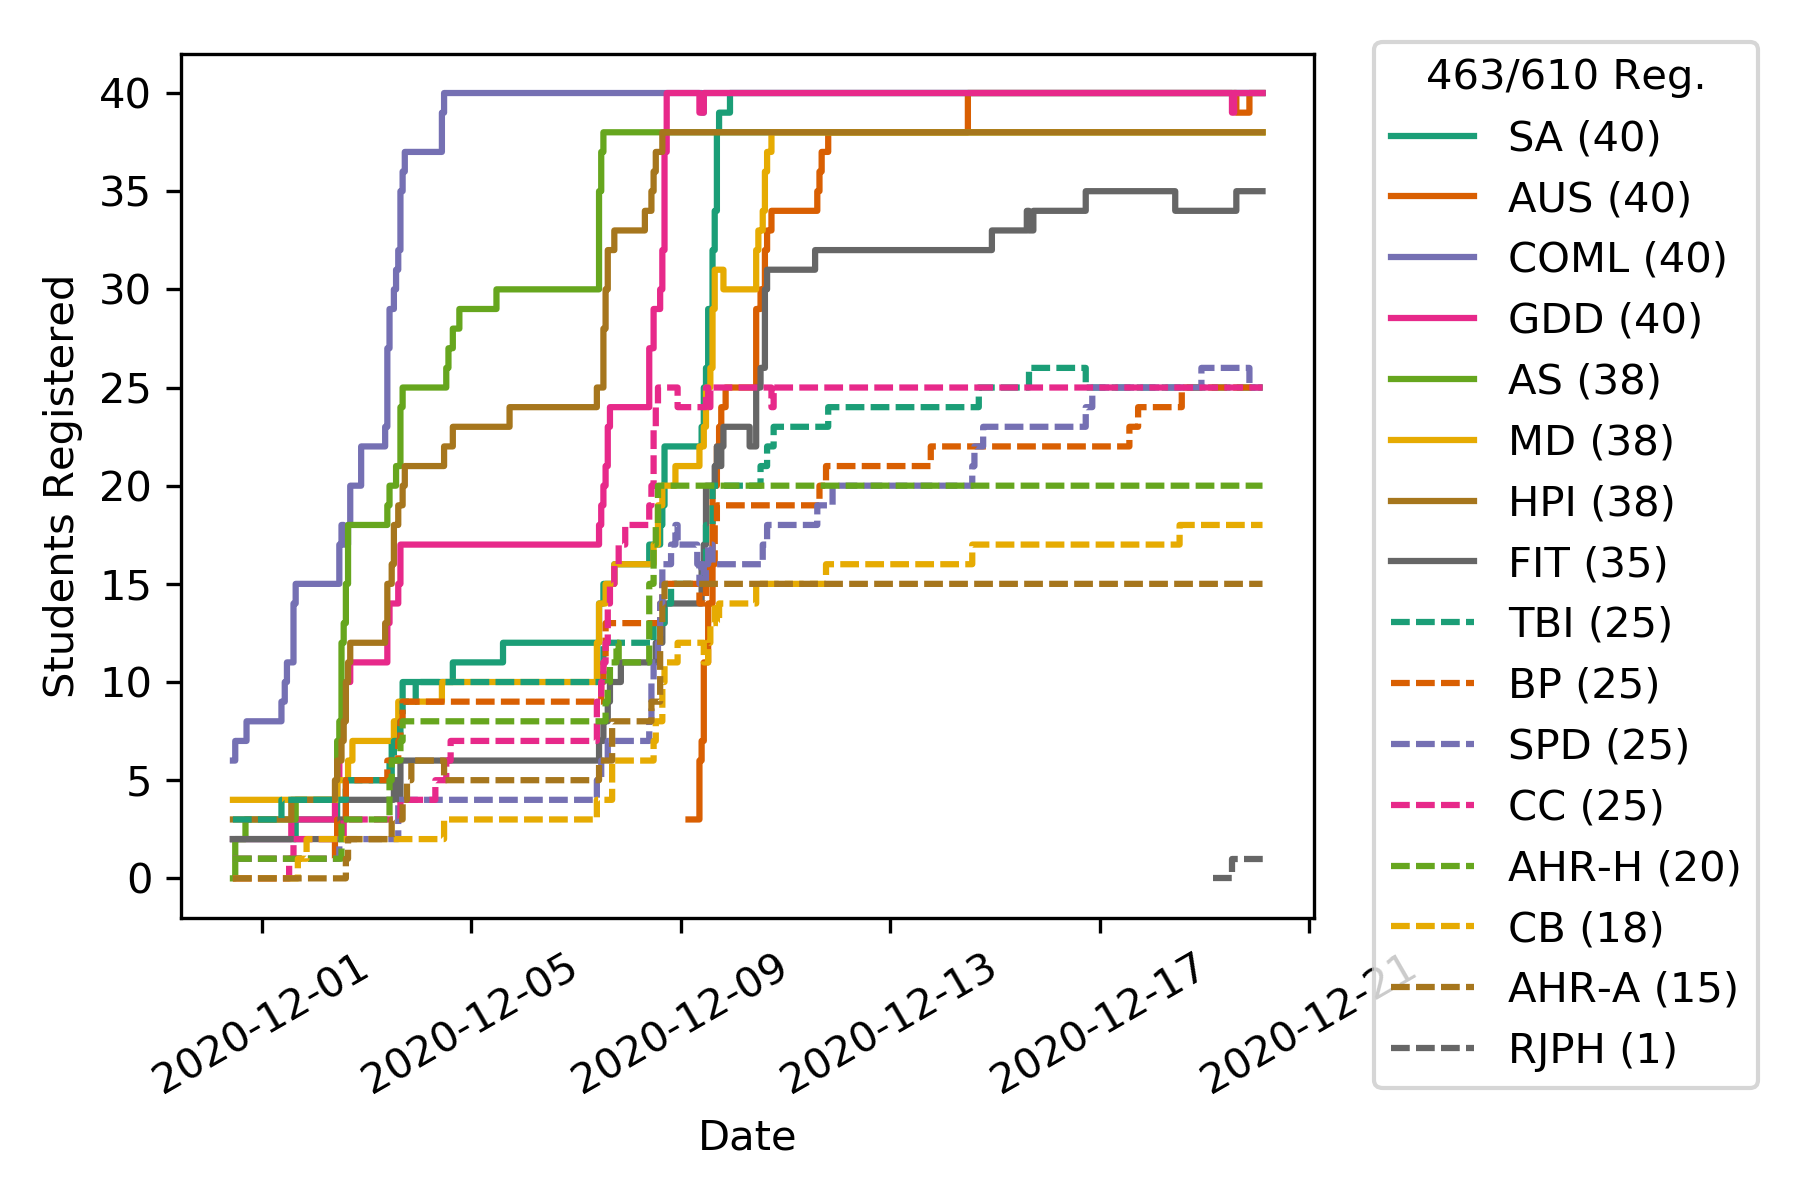 40
35
30
25
20
15
10
5
0
Students Registered
2020-12-01
2020-12-05
2020-12-09
2020-12-13
2020-12-17
2020-12-21
Date
463/610 Reg.
SA (40)
AUS (40)
COML (40)
GDD (40)
AS (38)
MD (38)
HPI (38)
FIT (35)
TBI (25)
BP (25)
SPD (25)
CC (25)
AHR-H (20)
CB (18)
AHR-A (15)
RJPH (1)